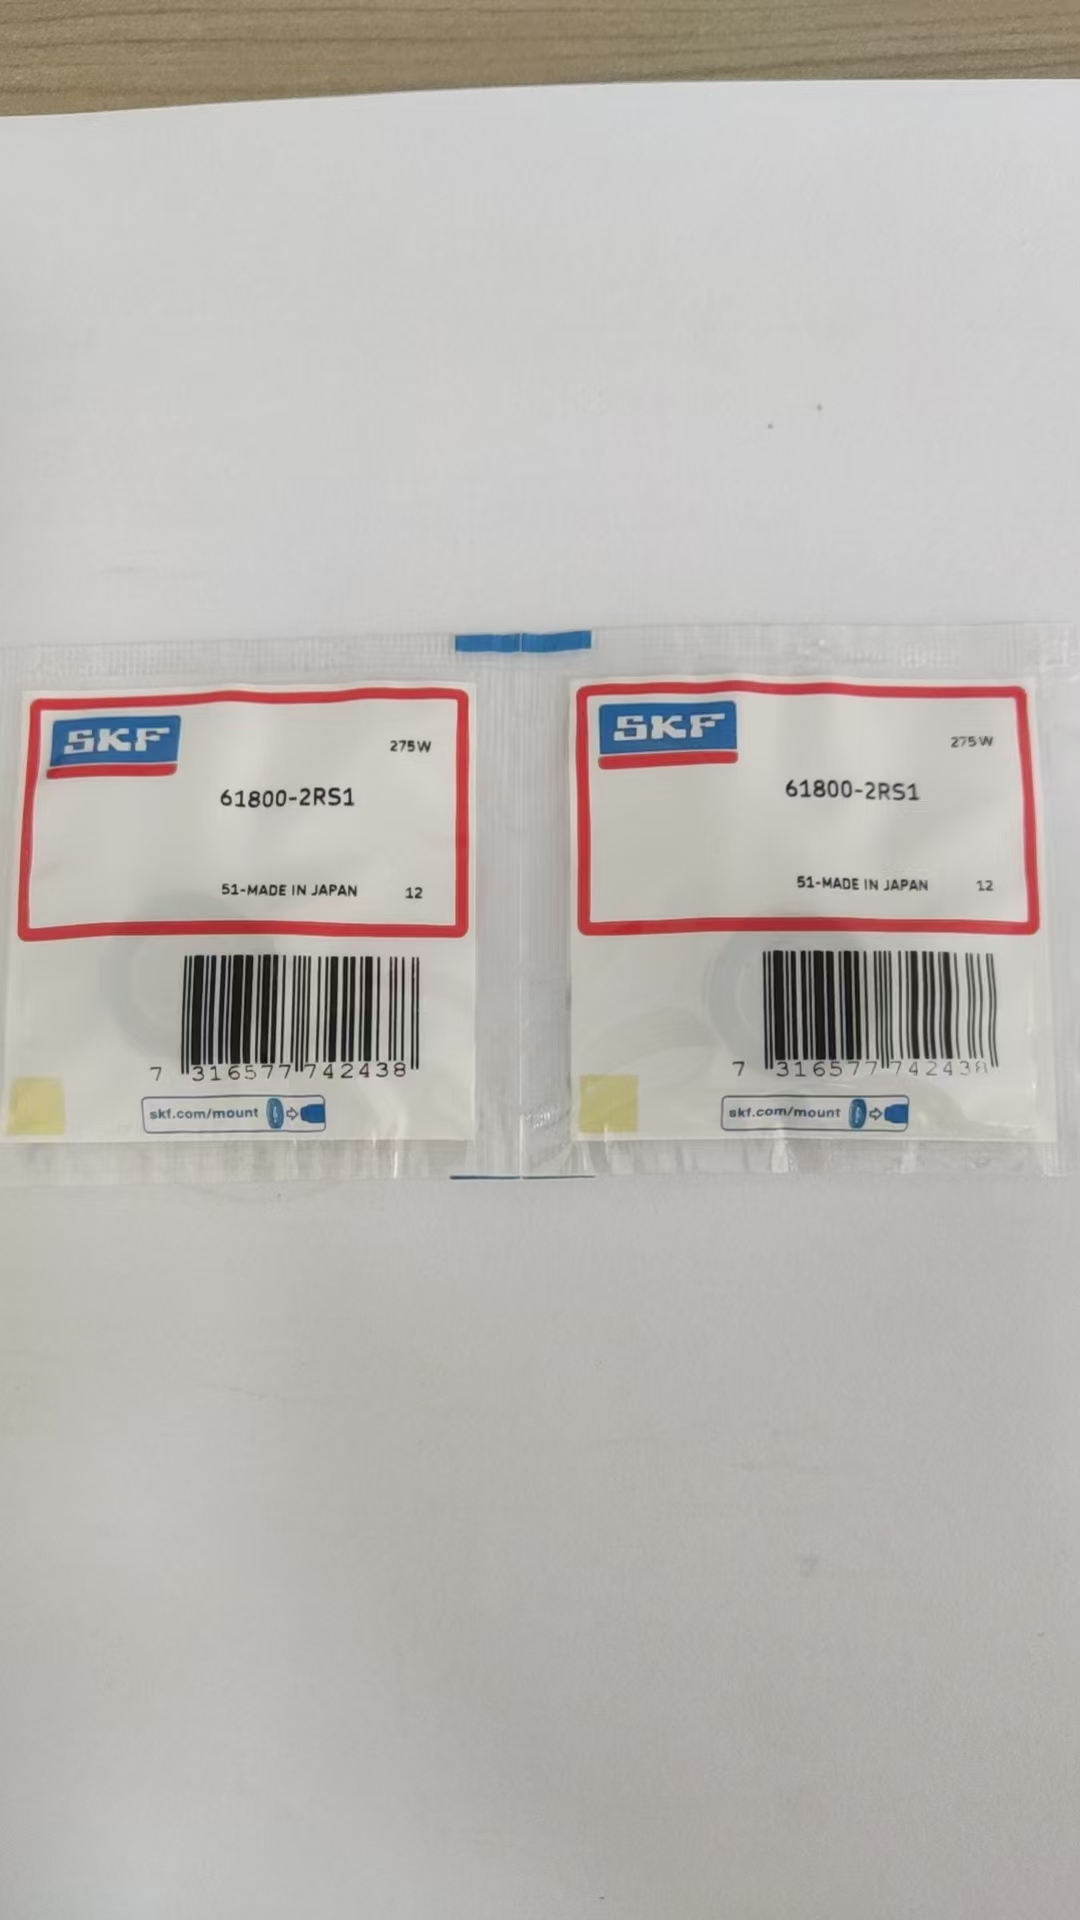 SKF
275W
61800-2RS1
51-MADE IN JAPAN 12
7 316577 742438
skf.com/mount
SKF
275W
61800-2RS1
51-MADE IN JAPAN 12
7 316577 742438
skf.com/mount